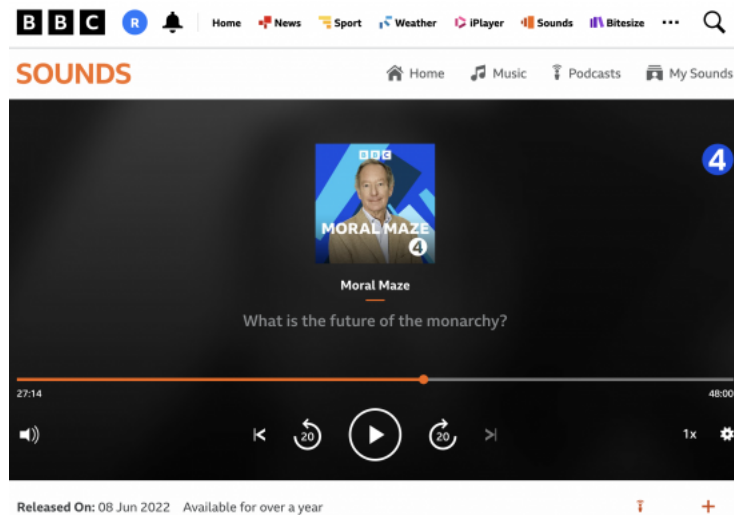 BBC R Home News Sport Weather iPlayer Sounds Bitesize
SOUNDS Home Music Podcasts My Sounds
4
BBC
MORAL MAZE
4
Moral Maze
What is the future of the monarchy?
27:14 48:00
20 20 1x
Released On: 08 Jun 2022 Available for over a year